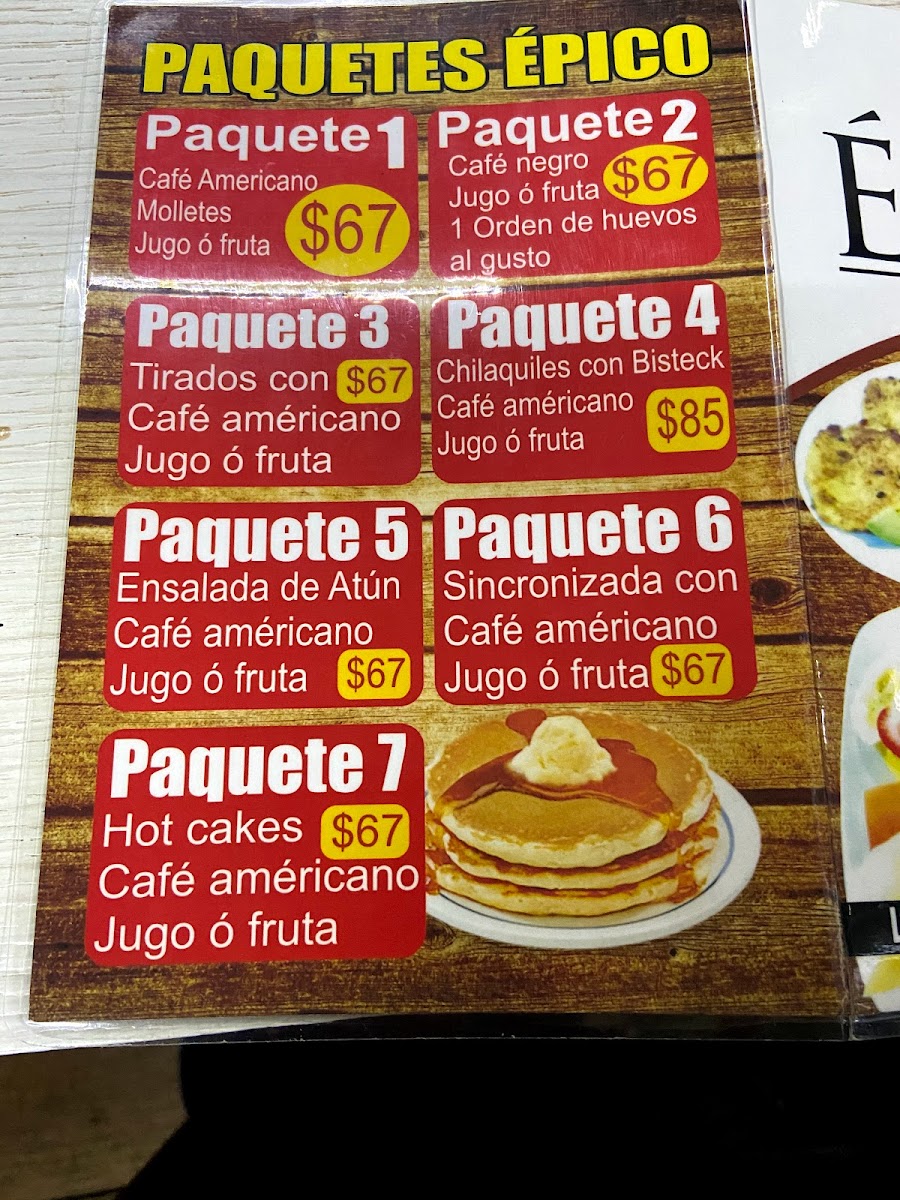 PAQUETES ÉPICO
Paquete 1
Café Americano
Molletes
Jugo ó fruta
$67
Paquete 2
Café negro
Jugo ó fruta
$67
1 Orden de huevos
al gusto
Paquete 3
Tirados con
$67
Café américano
Jugo ó fruta
Paquete 4
Chilaquiles con Bisteck
Café américano
Jugo ó fruta
$85
Paquete 5
Ensalada de Atún
Café américano
Jugo ó fruta
$67
Paquete 6
Sincronizada con
Café américano
Jugo ó fruta
$67
Paquete 7
Hot cakes
$67
Café américano
Jugo ó fruta
É